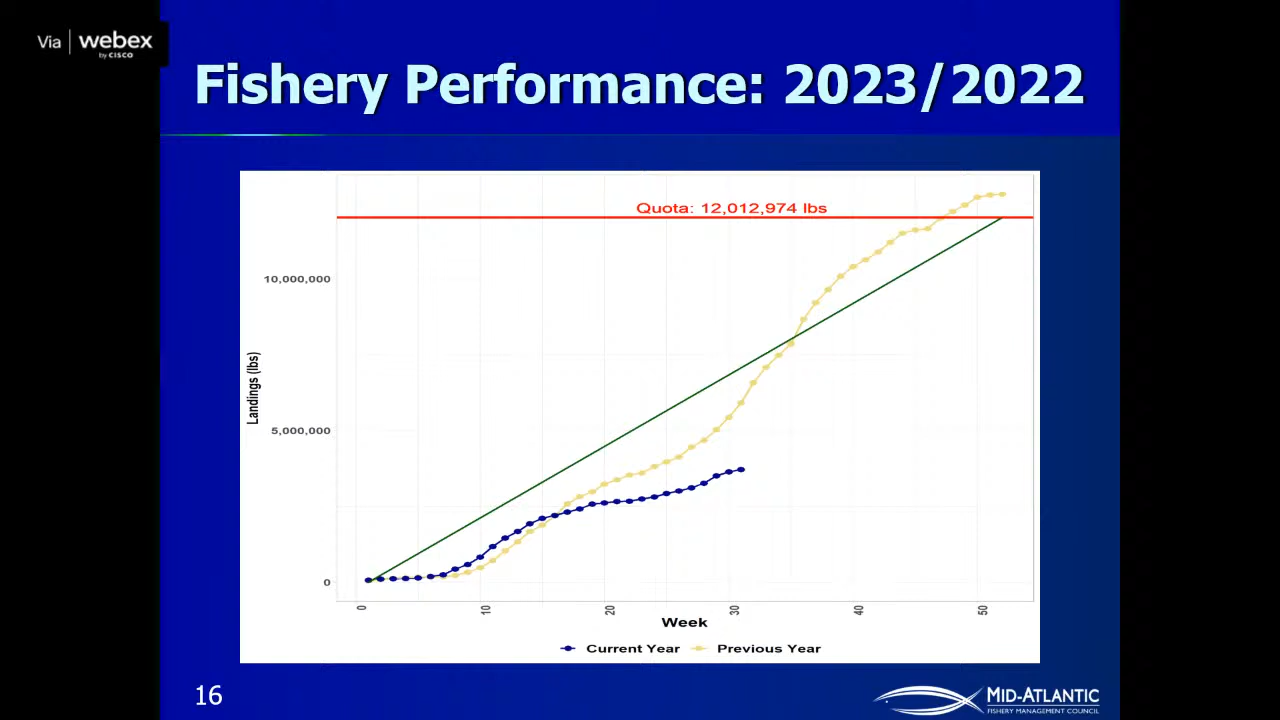 Via webex
by CISCO
Fishery Performance: 2023/2022
Quota: 12,012,974 lbs
10,000,000
5,000,000
0
Landings (lbs)
0 10 20 30 40 50
Week
Current Year Previous Year
16
MID-ATLANTIC
FISHERY MANAGEMENT COUNCIL